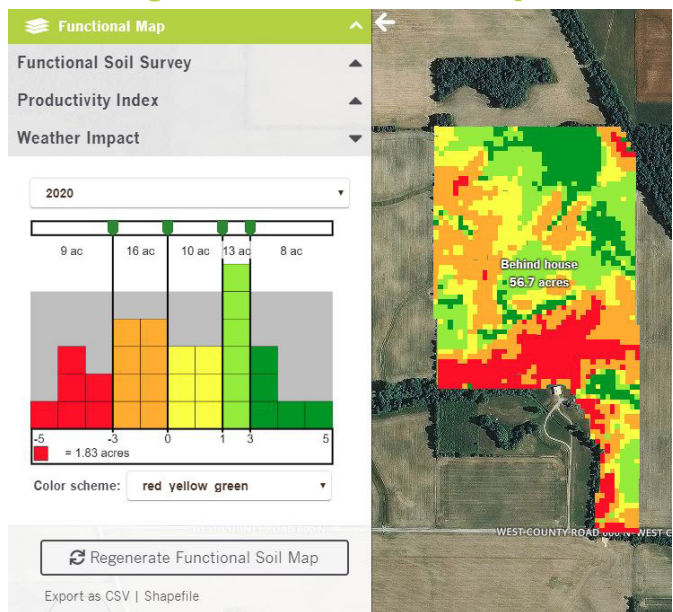 Functional Map
Functional Soil Survey
Productivity Index
Weather Impact
2020
9 ac 16 ac 10 ac 13 ac 8 ac
-5 -3 0 1 3 5
= 1.83 acres
Color scheme: red yellow green
Regenerate Functional Soil Map
Export as CSV | Shapefile
Behind house
56.7 acres
WEST COUNTY ROAD N WEST C